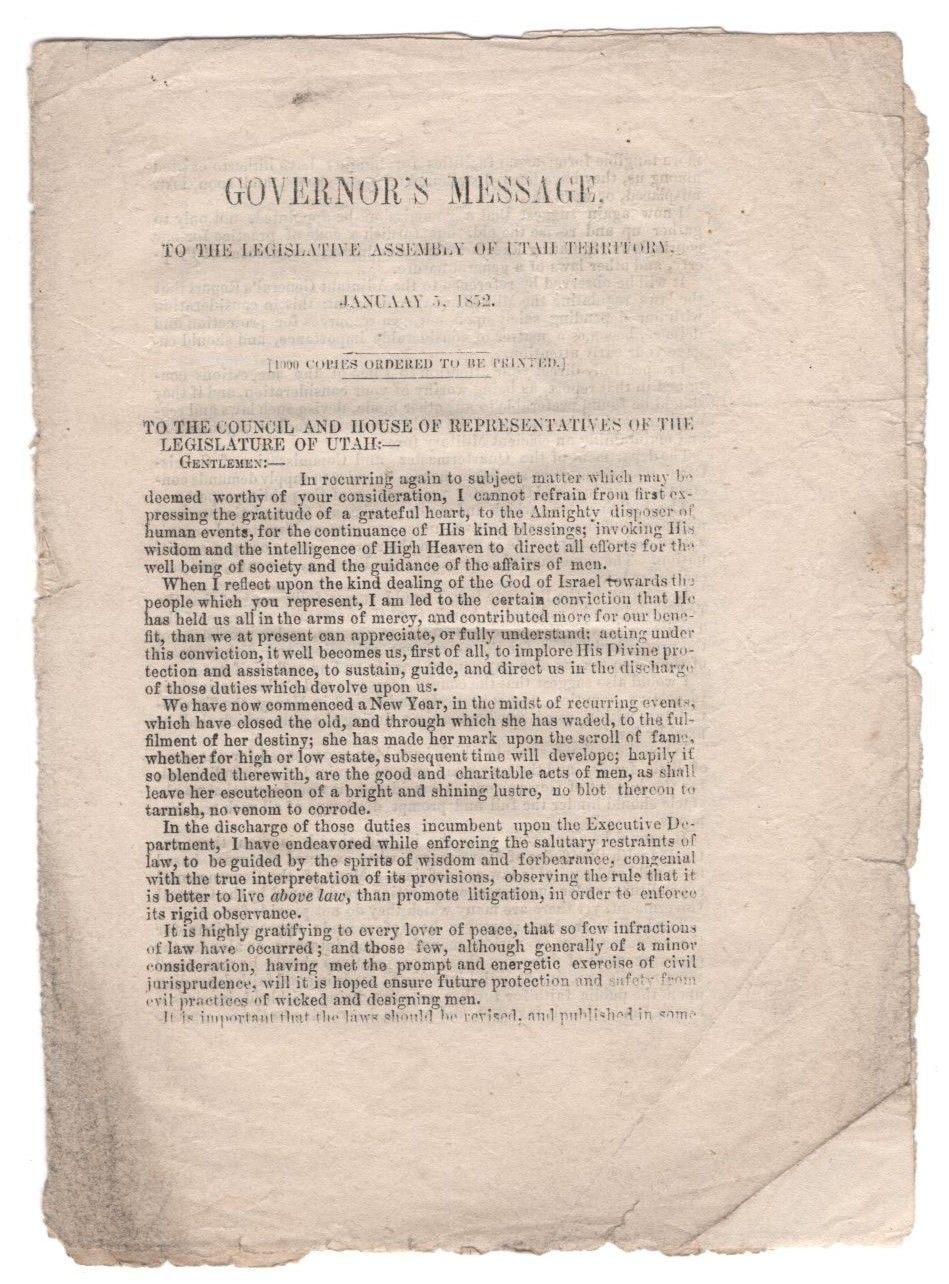 GOVERNOR'S MESSAGE,
TO THE LEGISLATIVE ASSEMBLY OF UTAH TERRITORY,
JANUAAY 5, 1852.
[1000 COPIES ORDERED TO BE PRINTED.]
TO THE COUNCIL AND HOUSE OF REPRESENTATIVES OF THE
LEGISLATURE OF UTAH:—
GENTLEMEN:—
In recurring again to subject matter which may be
deemed worthy of your consideration, I cannot refrain from first ex-
pressing the gratitude of a grateful heart, to the Almighty disposer of
human events, for the continuance of His kind blessings; invoking His
wisdom and the intelligence of High Heaven to direct all efforts for the
well being of society and the guidance of the affairs of men.
When I reflect upon the kind dealing of the God of Israel towards the
people which you represent, I am led to the certain conviction that He
has held us all in the arms of mercy, and contributed more for our bene-
fit, than we at present can appreciate, or fully understand; acting under
this conviction, it well becomes us, first of all, to implore His Divine pro-
tection and assistance, to sustain, guide, and direct us in the discharge
of those duties which devolve upon us.
We have now commenced a New Year, in the midst of recurring events,
which have closed the old, and through which she has waded, to the ful-
filment of her destiny; she has made her mark upon the scroll of fame,
whether for high or low estate, subsequent time will develope; hapily if
so blended therewith, are the good and charitable acts of men, as shall
leave her escutcheon of a bright and shining lustre, no blot thereon to
tarnish, no venom to corrode.
In the discharge of those duties incumbent upon the Executive De-
partment, I have endeavored while enforcing the salutary restraints of
law, to be guided by the spirits of wisdom and forbearance, congenial
with the true interpretation of its provisions, observing the rule that it
is better to live above law, than promote litigation, in order to enforce
its rigid observance.
It is highly gratifying to every lover of peace, that so few infractions
of law have occurred; and those few, although generally of a minor
consideration, having met the prompt and energetic exercise of civil
jurisprudence, will it is hoped ensure future protection and safety from
evil practices of wicked and designing men.
It is important that the laws should be revised, and published in some